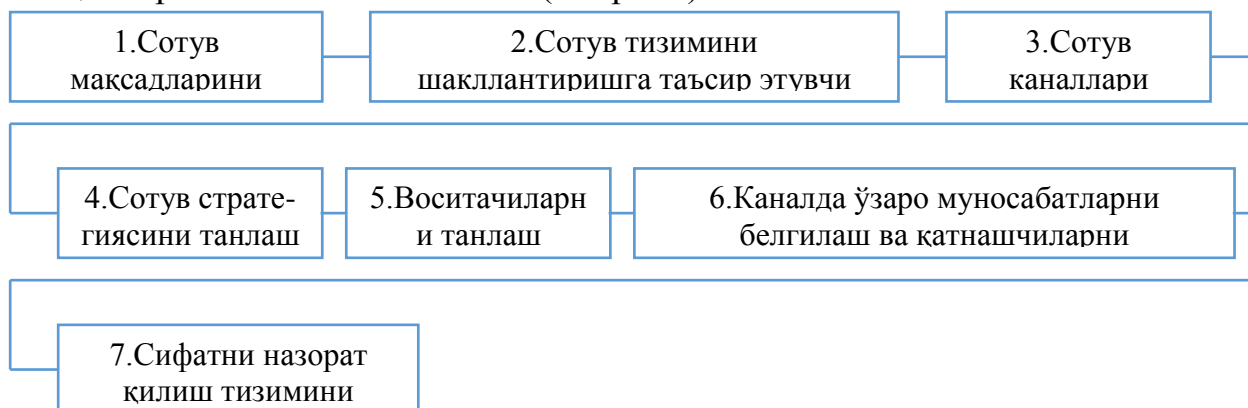 1.Сотув
мақсадларини
2.Сотув тизимини
шакллантиришга таъсир этувчи
3.Сотув
каналлари
4.Сотув страте-
гиясини танлаш
5.Воситачиларн
и танлаш
6.Каналда ўзаро муносабатларни
белгилаш ва қатнашчиларни
7.Сифатни назорат
қилиш тизимини